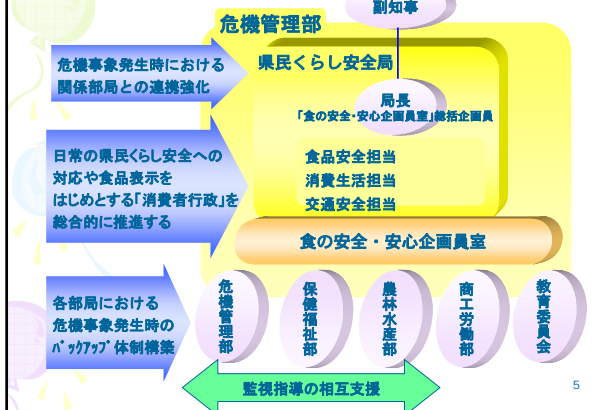 副知事
危機管理部
県民くらし安全局
局長
「食の安全・安心企画員室」総括企画員
食品安全担当
消費生活担当
交通安全担当
食の安全・安心企画員室
危機事象発生時における
関係部局との連携強化
日常の県民くらし安全への
対応や食品表示を
はじめとする「消費者行政」を
総合的に推進する
各部局における
危機事象発生時の
ﾊﾞｯｸｱｯﾌﾟ体制構築
危機管理部
保健福祉部
農林水産部
商工労働部
教育委員会
監視指導の相互支援
5